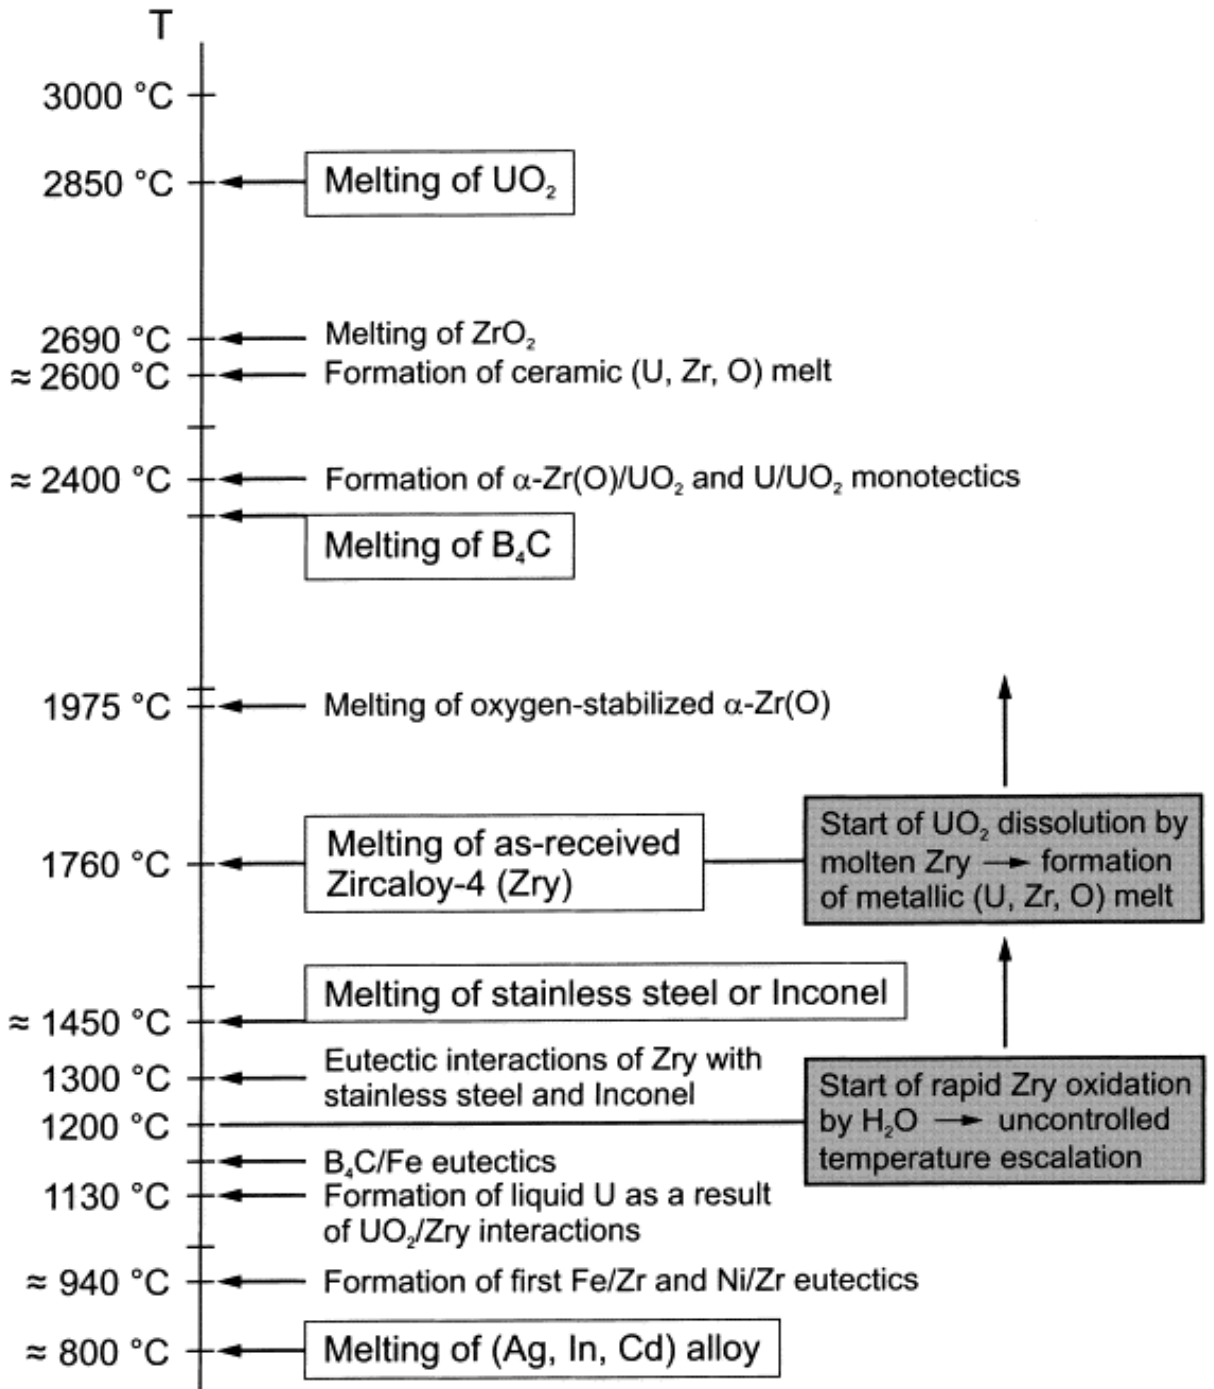 T
3000 °C
2850 °C
Melting of UO₂
2690 °C
Melting of ZrO₂
≈ 2600 °C
Formation of ceramic (U, Zr, O) melt
≈ 2400 °C
Formation of α-Zr(O)/UO₂ and U/UO₂ monotectics
Melting of B₄C
1975 °C
Melting of oxygen-stabilized α-Zr(O)
1760 °C
Melting of as-received
Zircaloy-4 (Zry)
Start of UO₂ dissolution by
molten Zry → formation
of metallic (U, Zr, O) melt
≈ 1450 °C
Melting of stainless steel or Inconel
1300 °C
Eutectic interactions of Zry with
stainless steel and Inconel
1200 °C
Start of rapid Zry oxidation
by H₂O → uncontrolled
temperature escalation
B₄C/Fe eutectics
1130 °C
Formation of liquid U as a result
of UO₂/Zry interactions
≈ 940 °C
Formation of first Fe/Zr and Ni/Zr eutectics
≈ 800 °C
Melting of (Ag, In, Cd) alloy